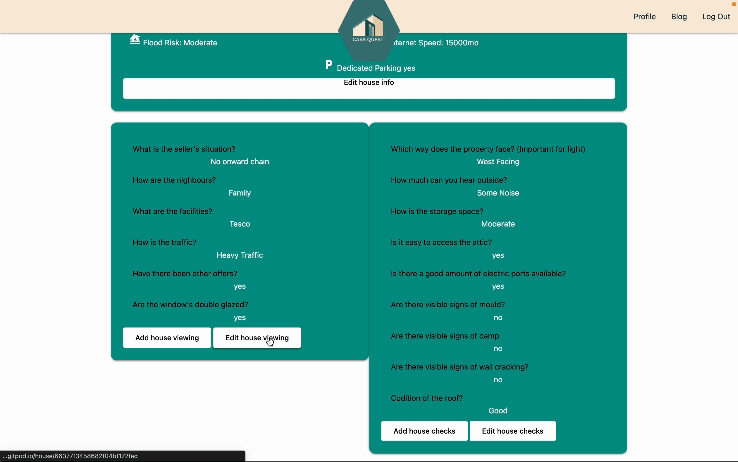 Profile Blog Log Out
CASA QUEST
Flood Risk: Moderate
ternet Speed: 15000mb
P Dedicated Parking yes
Edit house info
What is the seller's situation?
No onward chain
How are the neighbours?
Family
What are the facilities?
Tesco
How is the traffic?
Heavy Traffic
Have there been other offers?
yes
Are the window's double glazed?
yes
Add house viewing Edit house viewing
Which way does the property face? (Important for light)
West Facing
How much can you hear outside?
Some Noise
How is the storage space?
Moderate
Is it easy to access the attic?
yes
Is there a good amount of electric ports available?
yes
Are there visible signs of mould?
no
Are there visible signs of damp
no
Are there visible signs of wall cracking?
no
Codition of the roof?
Good
Add house checks Edit house checks